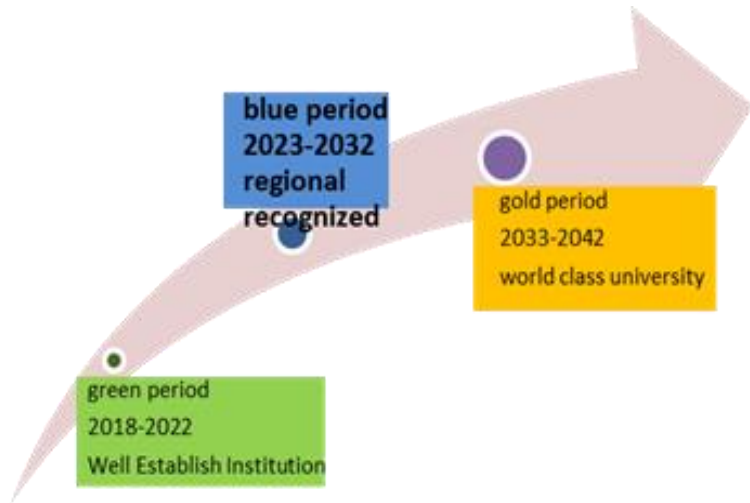 blue period
2023-2032
regional
recognized
gold period
2033-2042
world class university
green period
2018-2022
Well Establish Institution